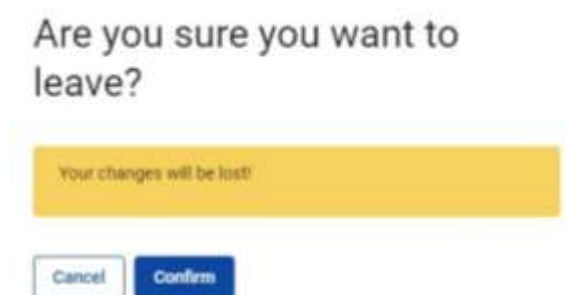 Are you sure you want to
leave?
Your changes will be lost!
Cancel
Confirm